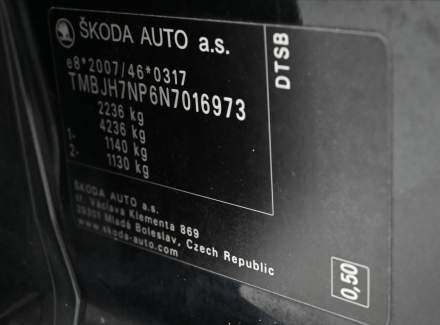 ŠKODA AUTO a.s.
e8*2007/46*0317
TMBJH7NP6N7016973
2236 kg
4236 kg
1- 1140 kg
2- 1130 kg
DTSB
ŠKODA AUTO a.s.
tř. Václava Klementa 869
29301 Mladá Boleslav, Czech Republic
www.skoda-auto.com
0,50